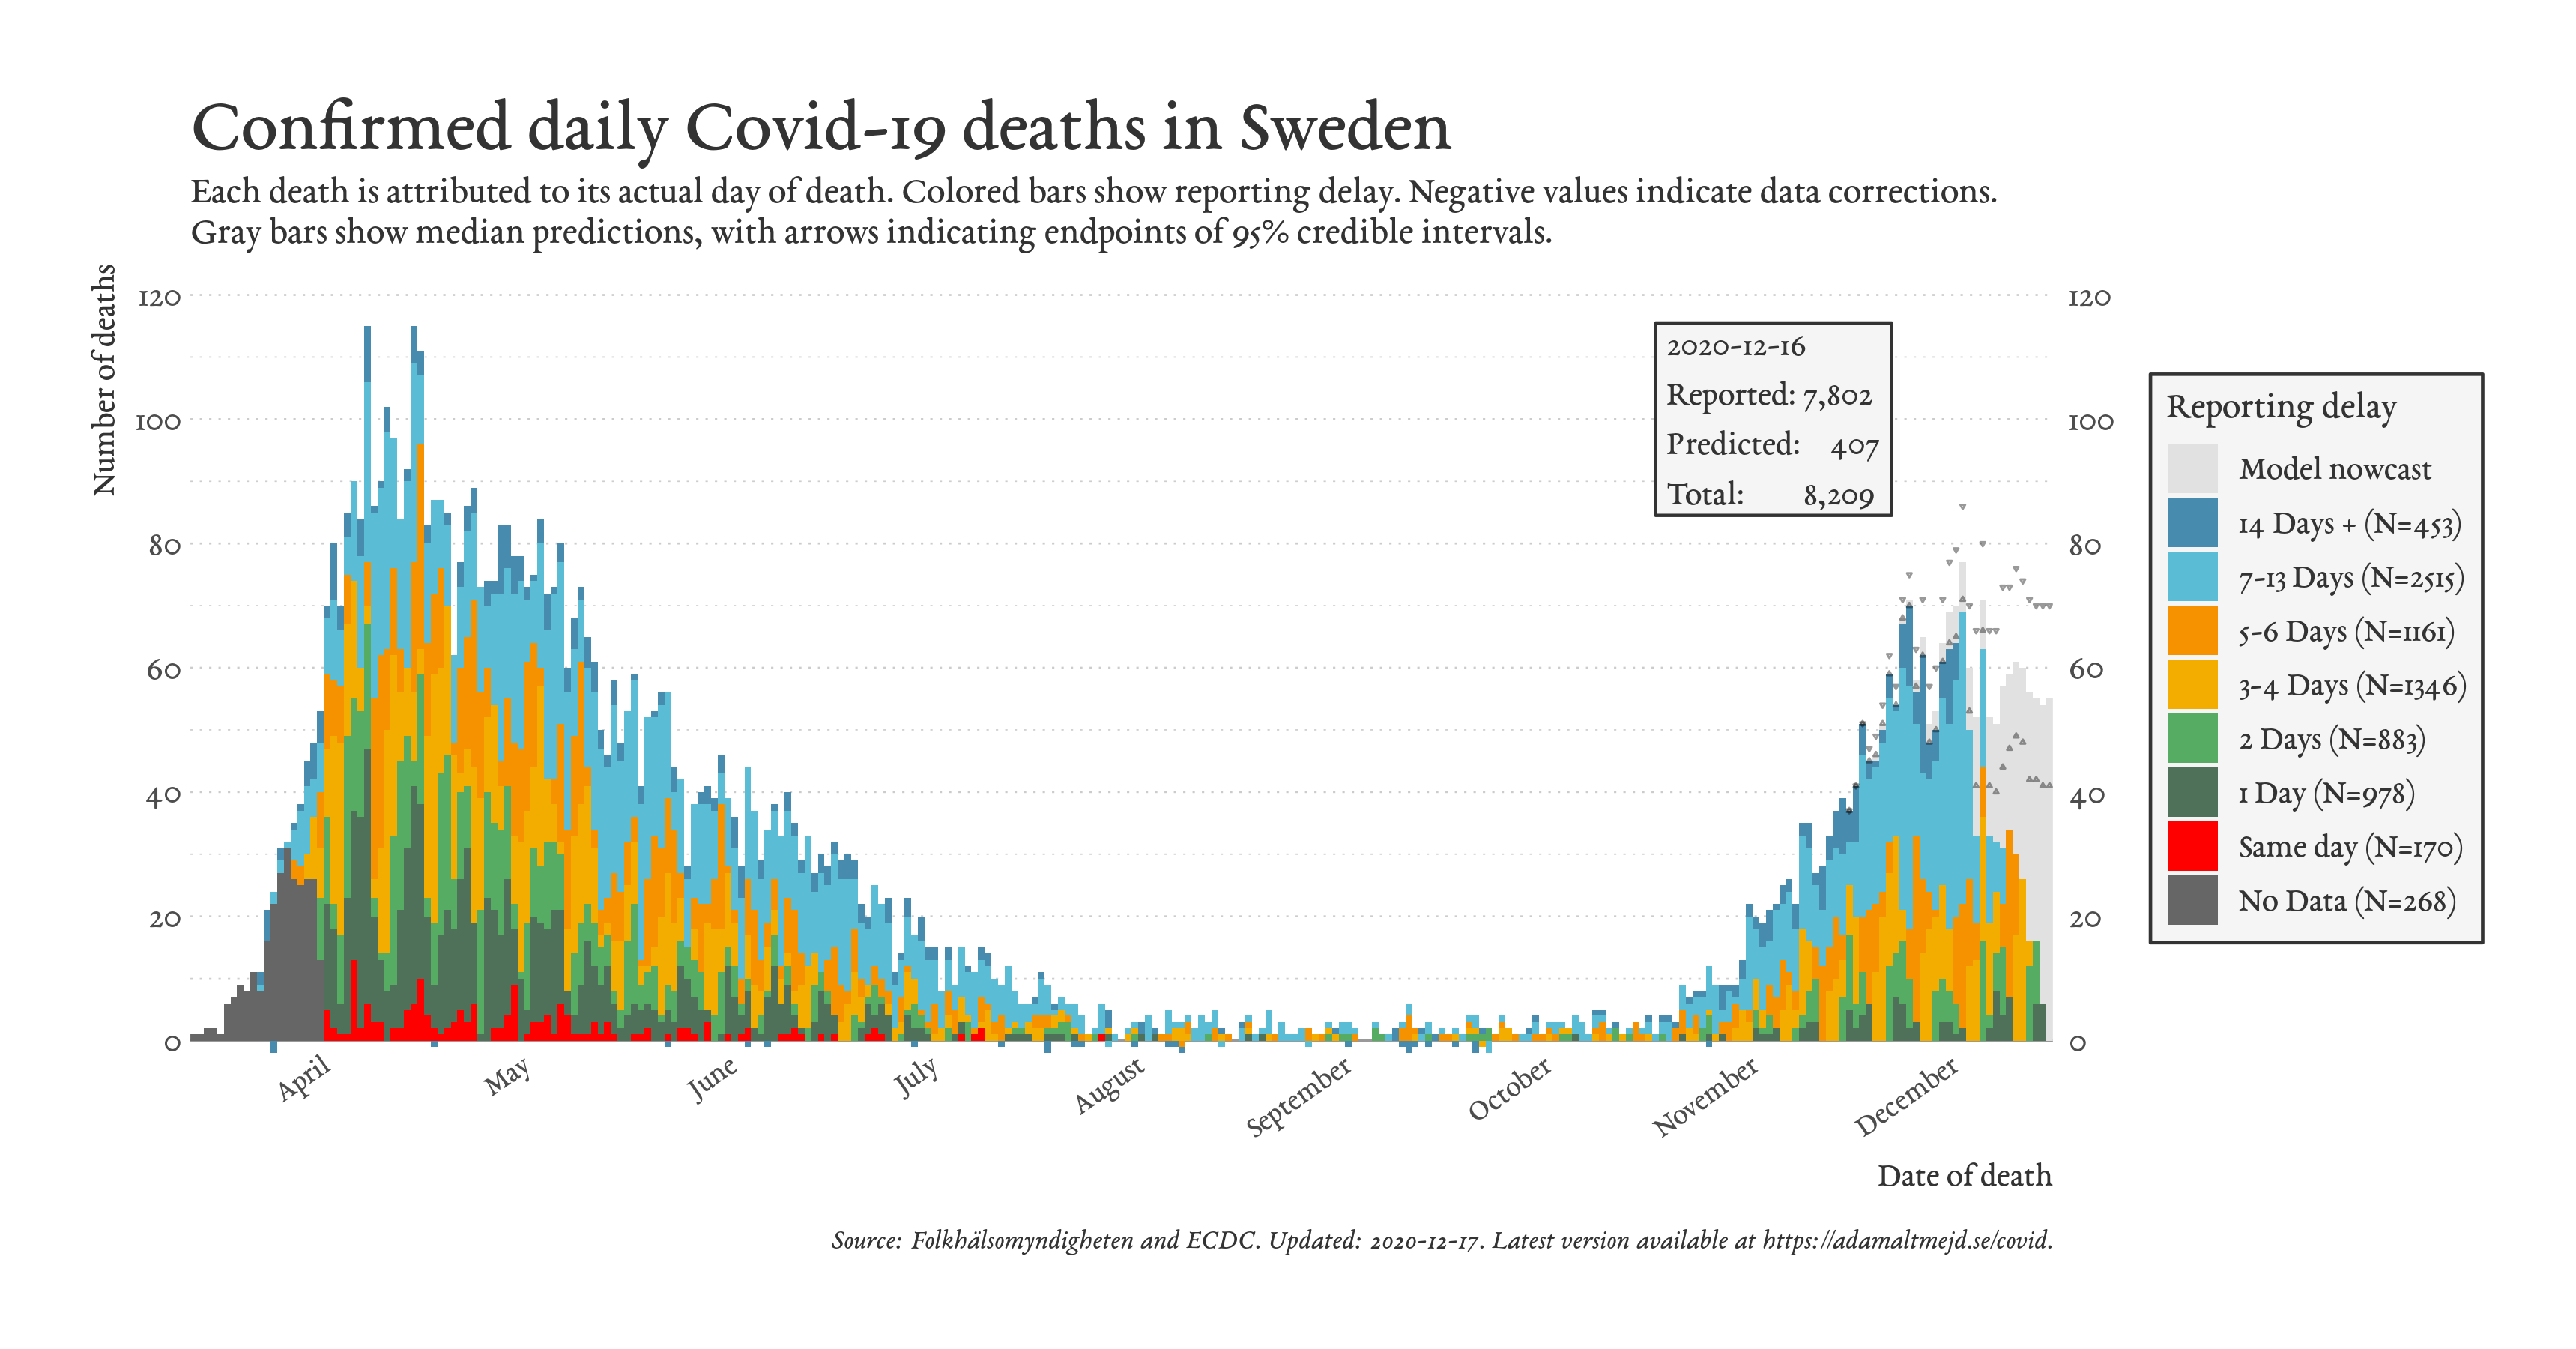 Confirmed daily Covid-19 deaths in Sweden
Each death is attributed to its actual day of death. Colored bars show reporting delay. Negative values indicate data corrections.
Gray bars show median predictions, with arrows indicating endpoints of 95% credible intervals.
Number of deaths
120
100
80
60
40
20
0
120
100
80
60
40
20
0
2020-12-16
Reported: 7,802
Predicted: 407
Total: 8,209
Reporting delay
Model nowcast
14 Days + (N=453)
7-13 Days (N=2515)
5-6 Days (N=1161)
3-4 Days (N=1346)
2 Days (N=883)
1 Day (N=978)
Same day (N=170)
No Data (N=268)
April
May
June
July
August
September
October
November
December
Date of death
Source: Folkhälsomyndigheten and ECDC. Updated: 2020-12-17. Latest version available at https://adamaltmejd.se/covid.